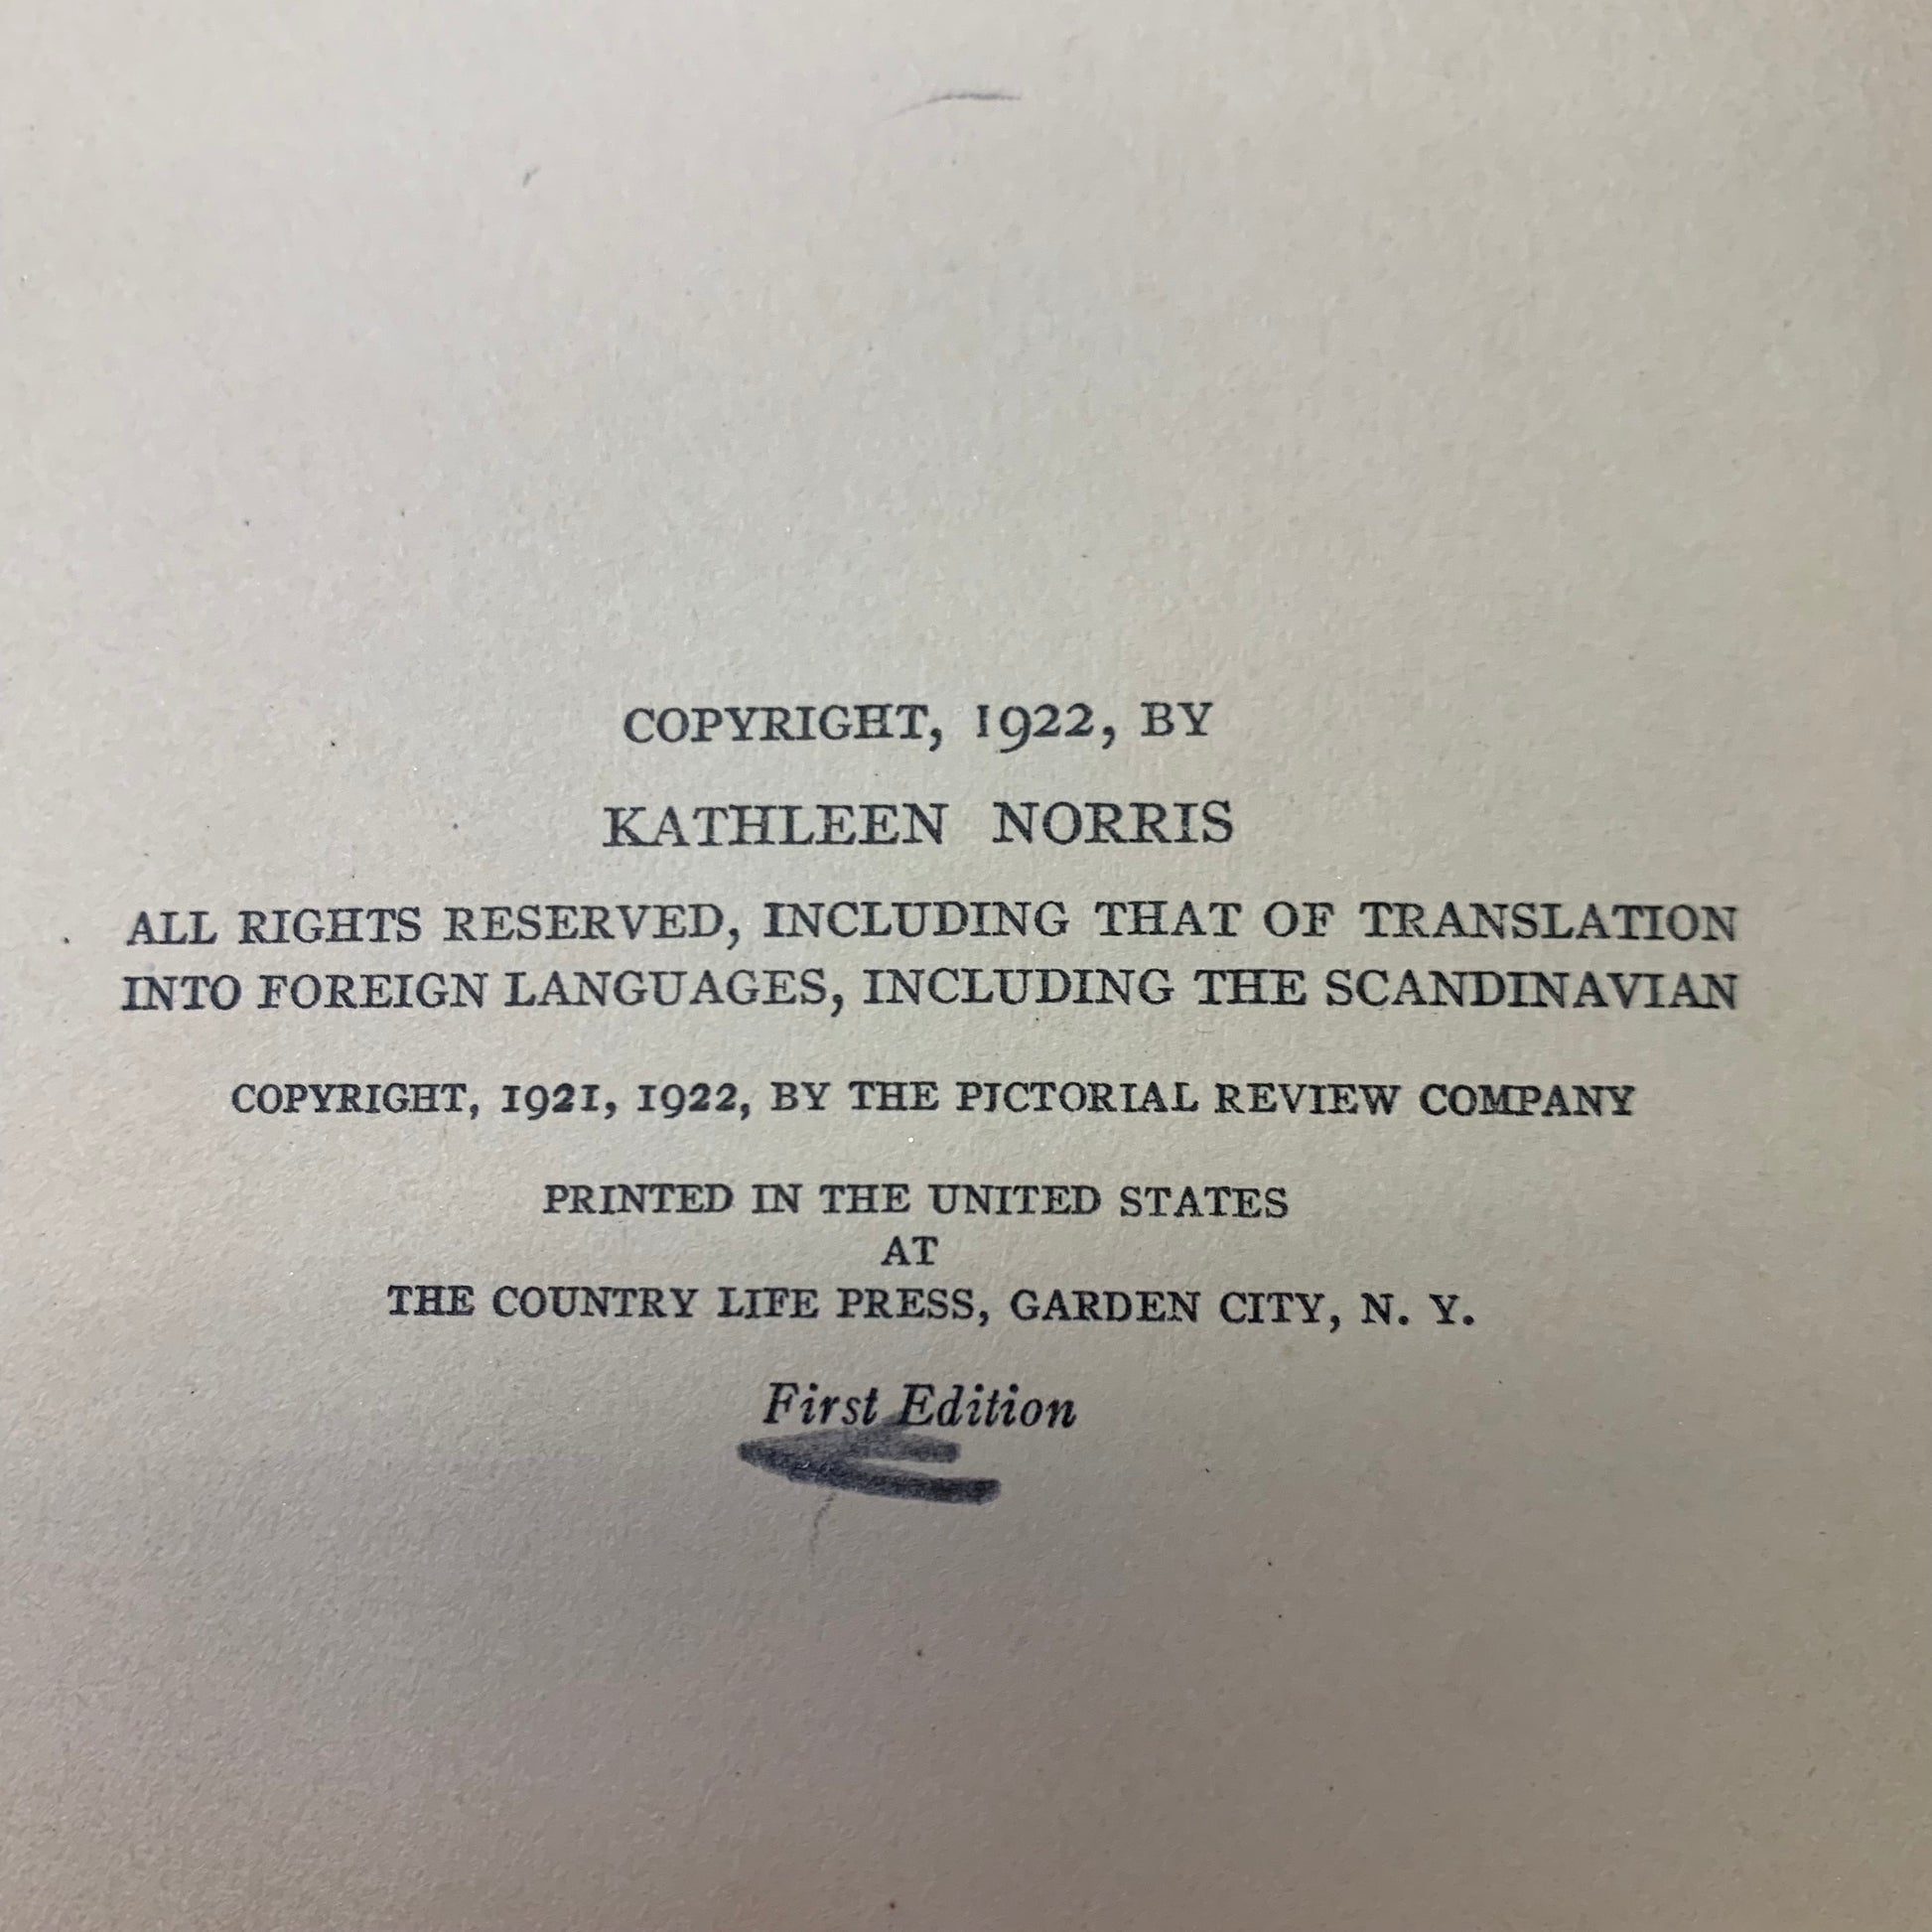 COPYRIGHT, 1922, BY
KATHLEEN NORRIS
ALL RIGHTS RESERVED, INCLUDING THAT OF TRANSLATION
INTO FOREIGN LANGUAGES, INCLUDING THE SCANDINAVIAN
COPYRIGHT, 1921, 1922, BY THE PICTORIAL REVIEW COMPANY
PRINTED IN THE UNITED STATES
AT
THE COUNTRY LIFE PRESS, GARDEN CITY, N. Y.
First Edition